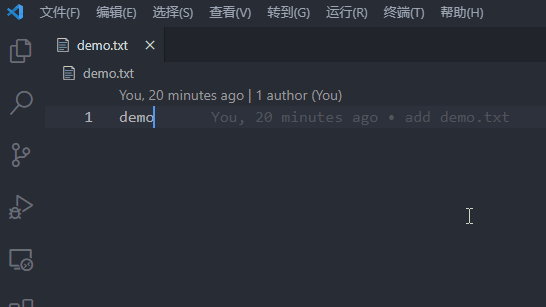 文件(F) 编辑(E) 选择(S) 查看(V) 转到(G) 运行(R) 终端(T) 帮助(H)
demo.txt
demo.txt
You, 20 minutes ago | 1 author (You)
1 demo You, 20 minutes ago • add demo.txt